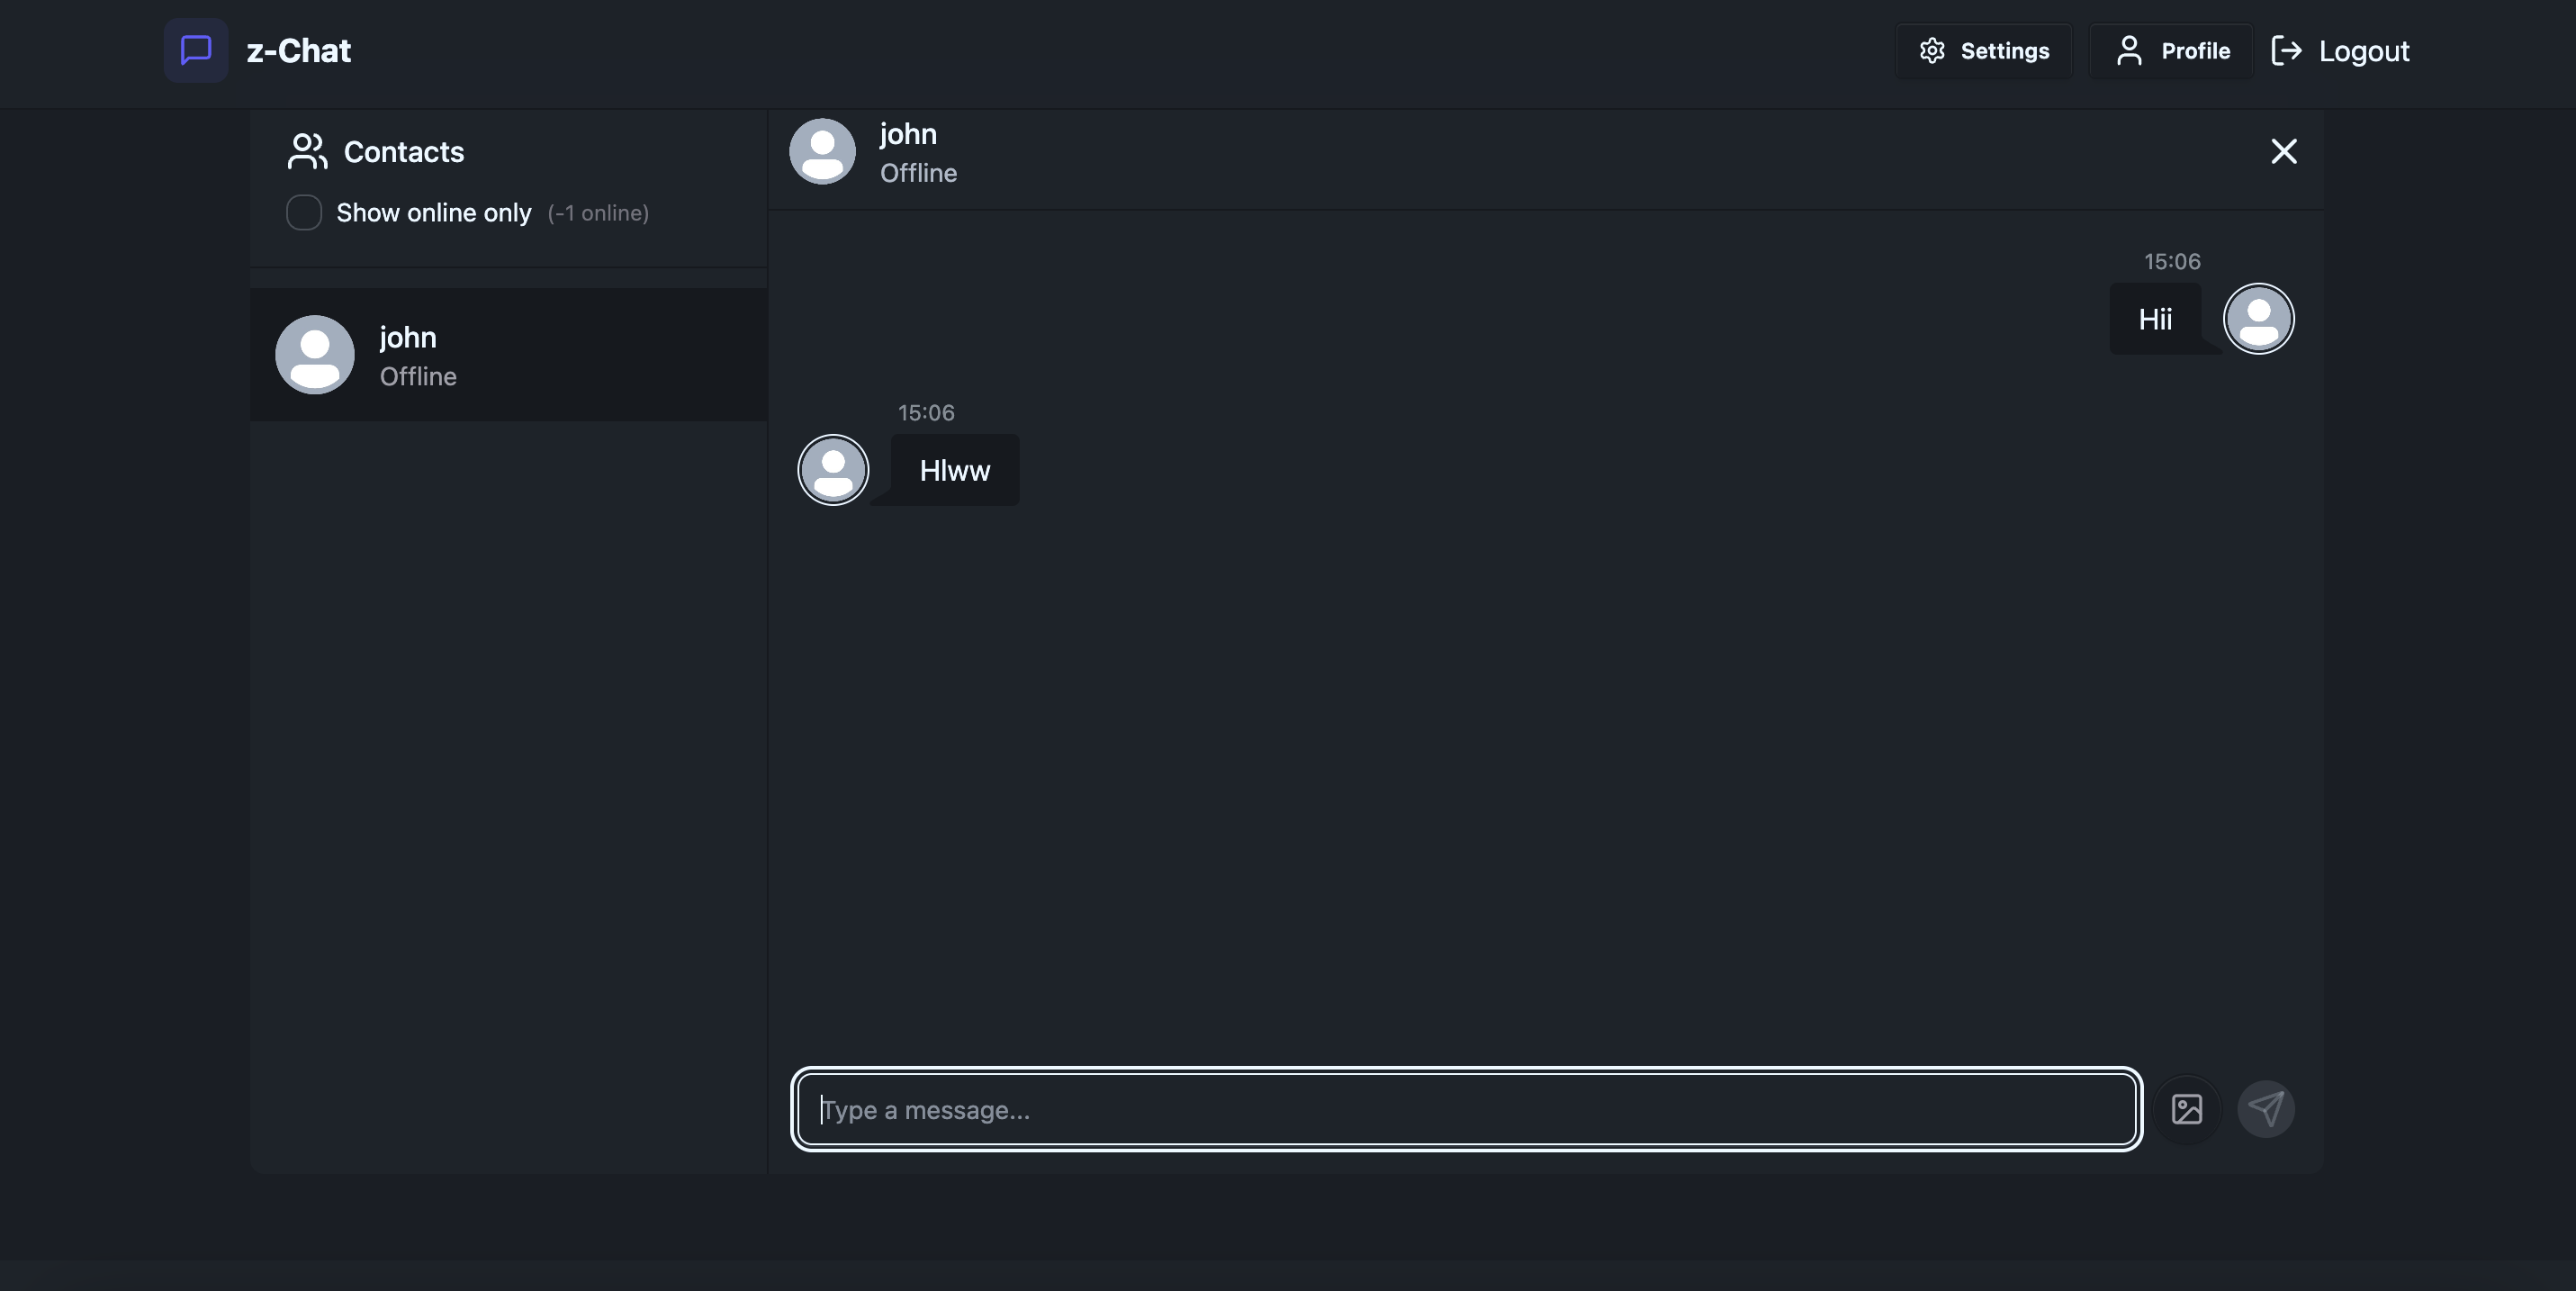 z-Chat
Settings
Profile
Logout
Contacts
Show online only (-1 online)
john
Offline
john
Offline
15:06
Hii
15:06
Hlww
Type a message...